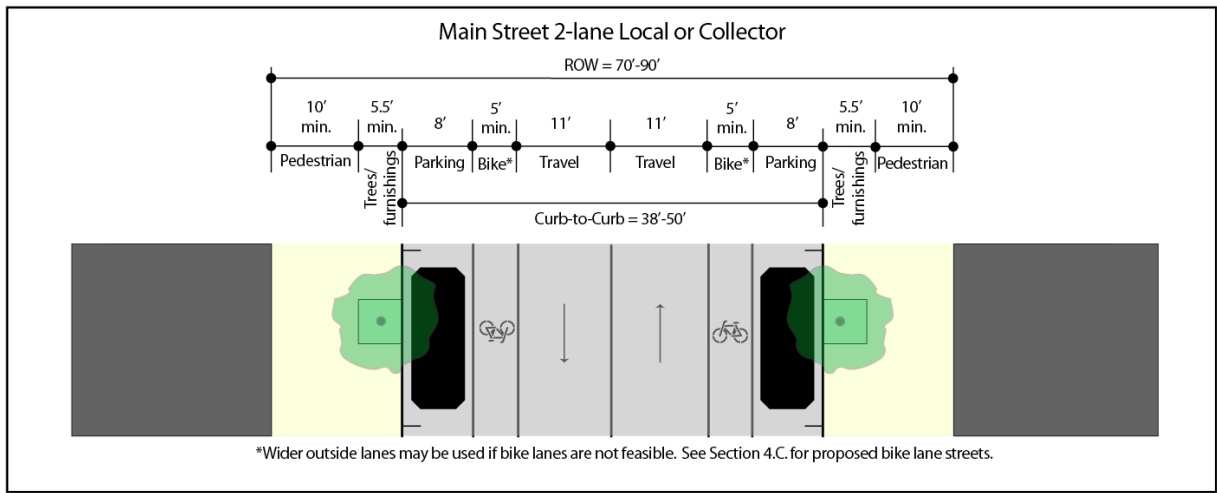 Main Street 2-lane Local or Collector
ROW = 70’-90’
10’ min.
5.5’ min.
8’
5’ min.
11’
11’
5’ min.
8’
5.5’ min.
10’ min.
Pedestrian
Trees/
furnishings
Parking
Bike*
Travel
Travel
Bike*
Parking
Trees/
furnishings
Pedestrian
Curb-to-Curb = 38’-50’
*Wider outside lanes may be used if bike lanes are not feasible. See Section 4.C. for proposed bike lane streets.